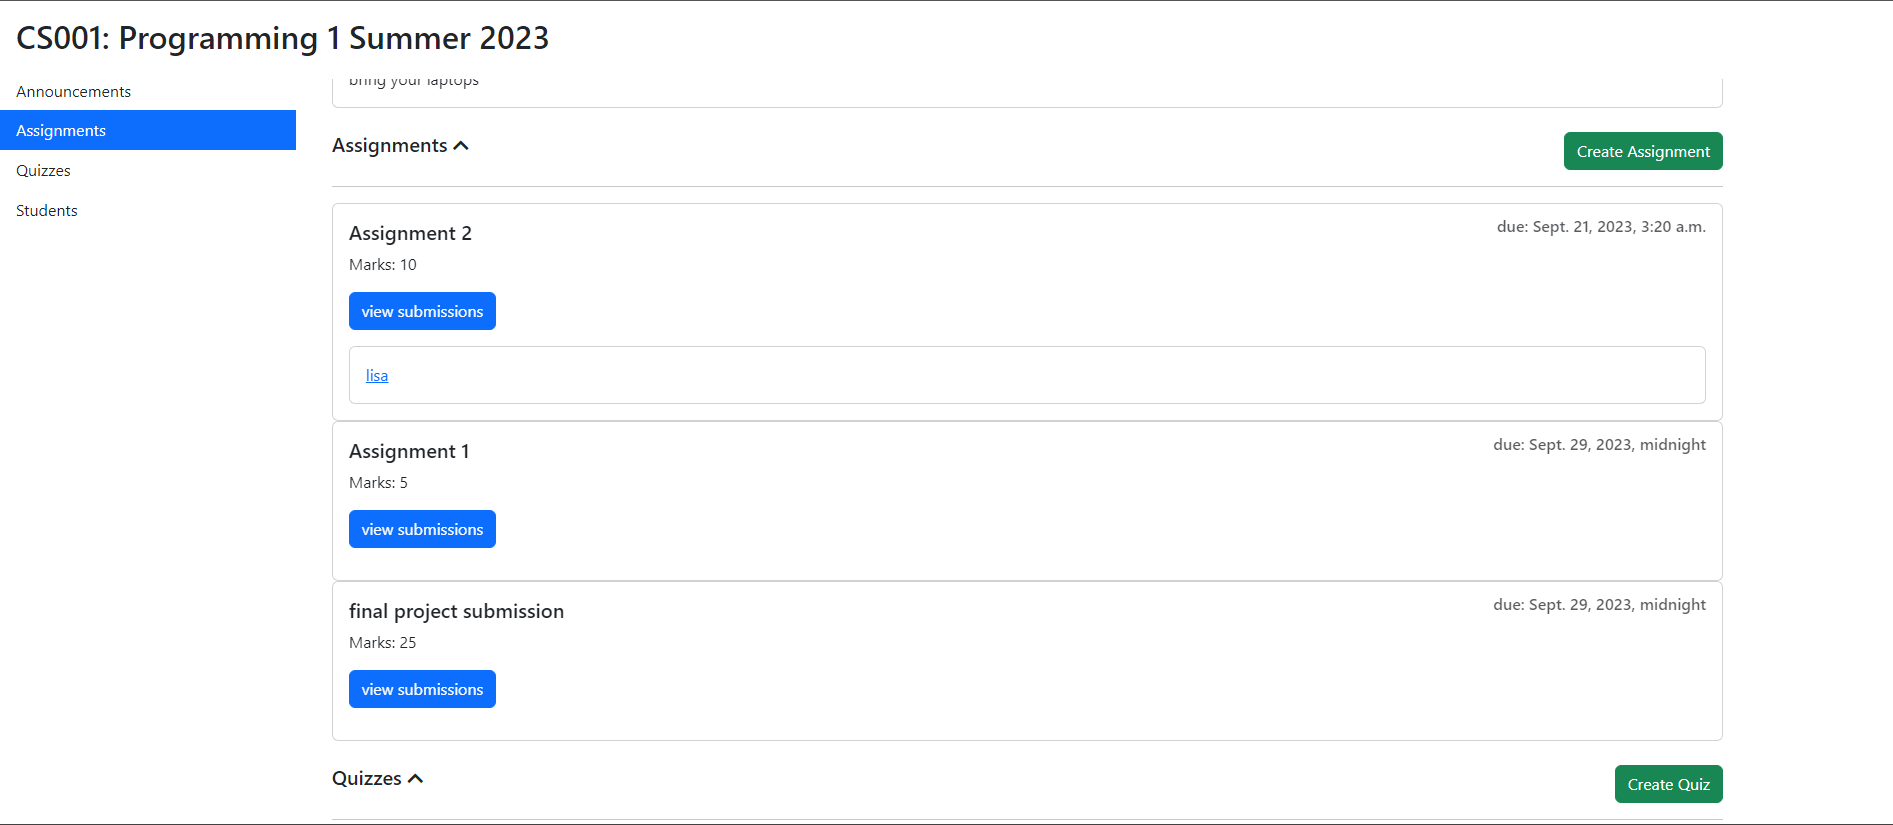 CS001: Programming 1 Summer 2023
Announcements
Assignments
Quizzes
Students
bring your laptops
Assignments
Create Assignment
Assignment 2
due: Sept. 21, 2023, 3:20 a.m.
Marks: 10
view submissions
lisa
Assignment 1
due: Sept. 29, 2023, midnight
Marks: 5
view submissions
final project submission
due: Sept. 29, 2023, midnight
Marks: 25
view submissions
Quizzes
Create Quiz